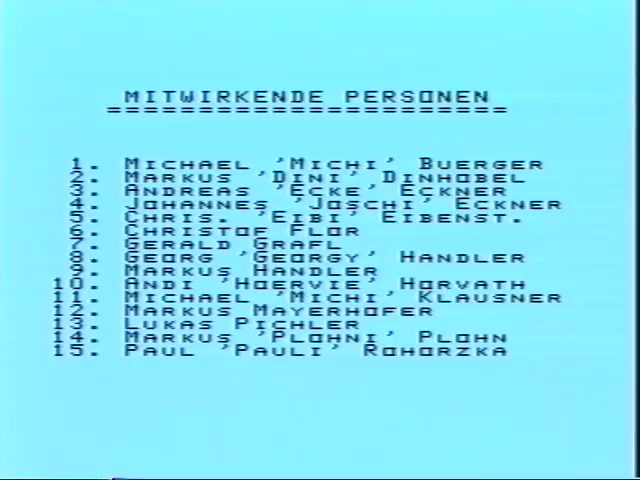 MITWIRKENDE PERSONEN
======================
1. MICHAEL 'MICHI' BUERGER
2. MARKUS 'DINI' DINHOBEL
3. ANDREAS 'ECKE' ECKNER
4. JOHANNES 'JOSCHI' ECKNER
5. CHRIS. 'EIBI' EIBENST.
6. CHRISTOF FLOR
7. GERALD GRAFL
8. GEORG 'GEORGY' HANDLER
9. MARKUS HANDLER
10. ANDI 'HOERVIE' HORVATH
11. MICHAEL 'MICHI' KLAUSNER
12. MARKUS MAYERHOFER
13. LUKAS PICHLER
14. MARKUS 'PLOHNI' PLOHN
15. PAUL 'PAULI' ROHORZKA